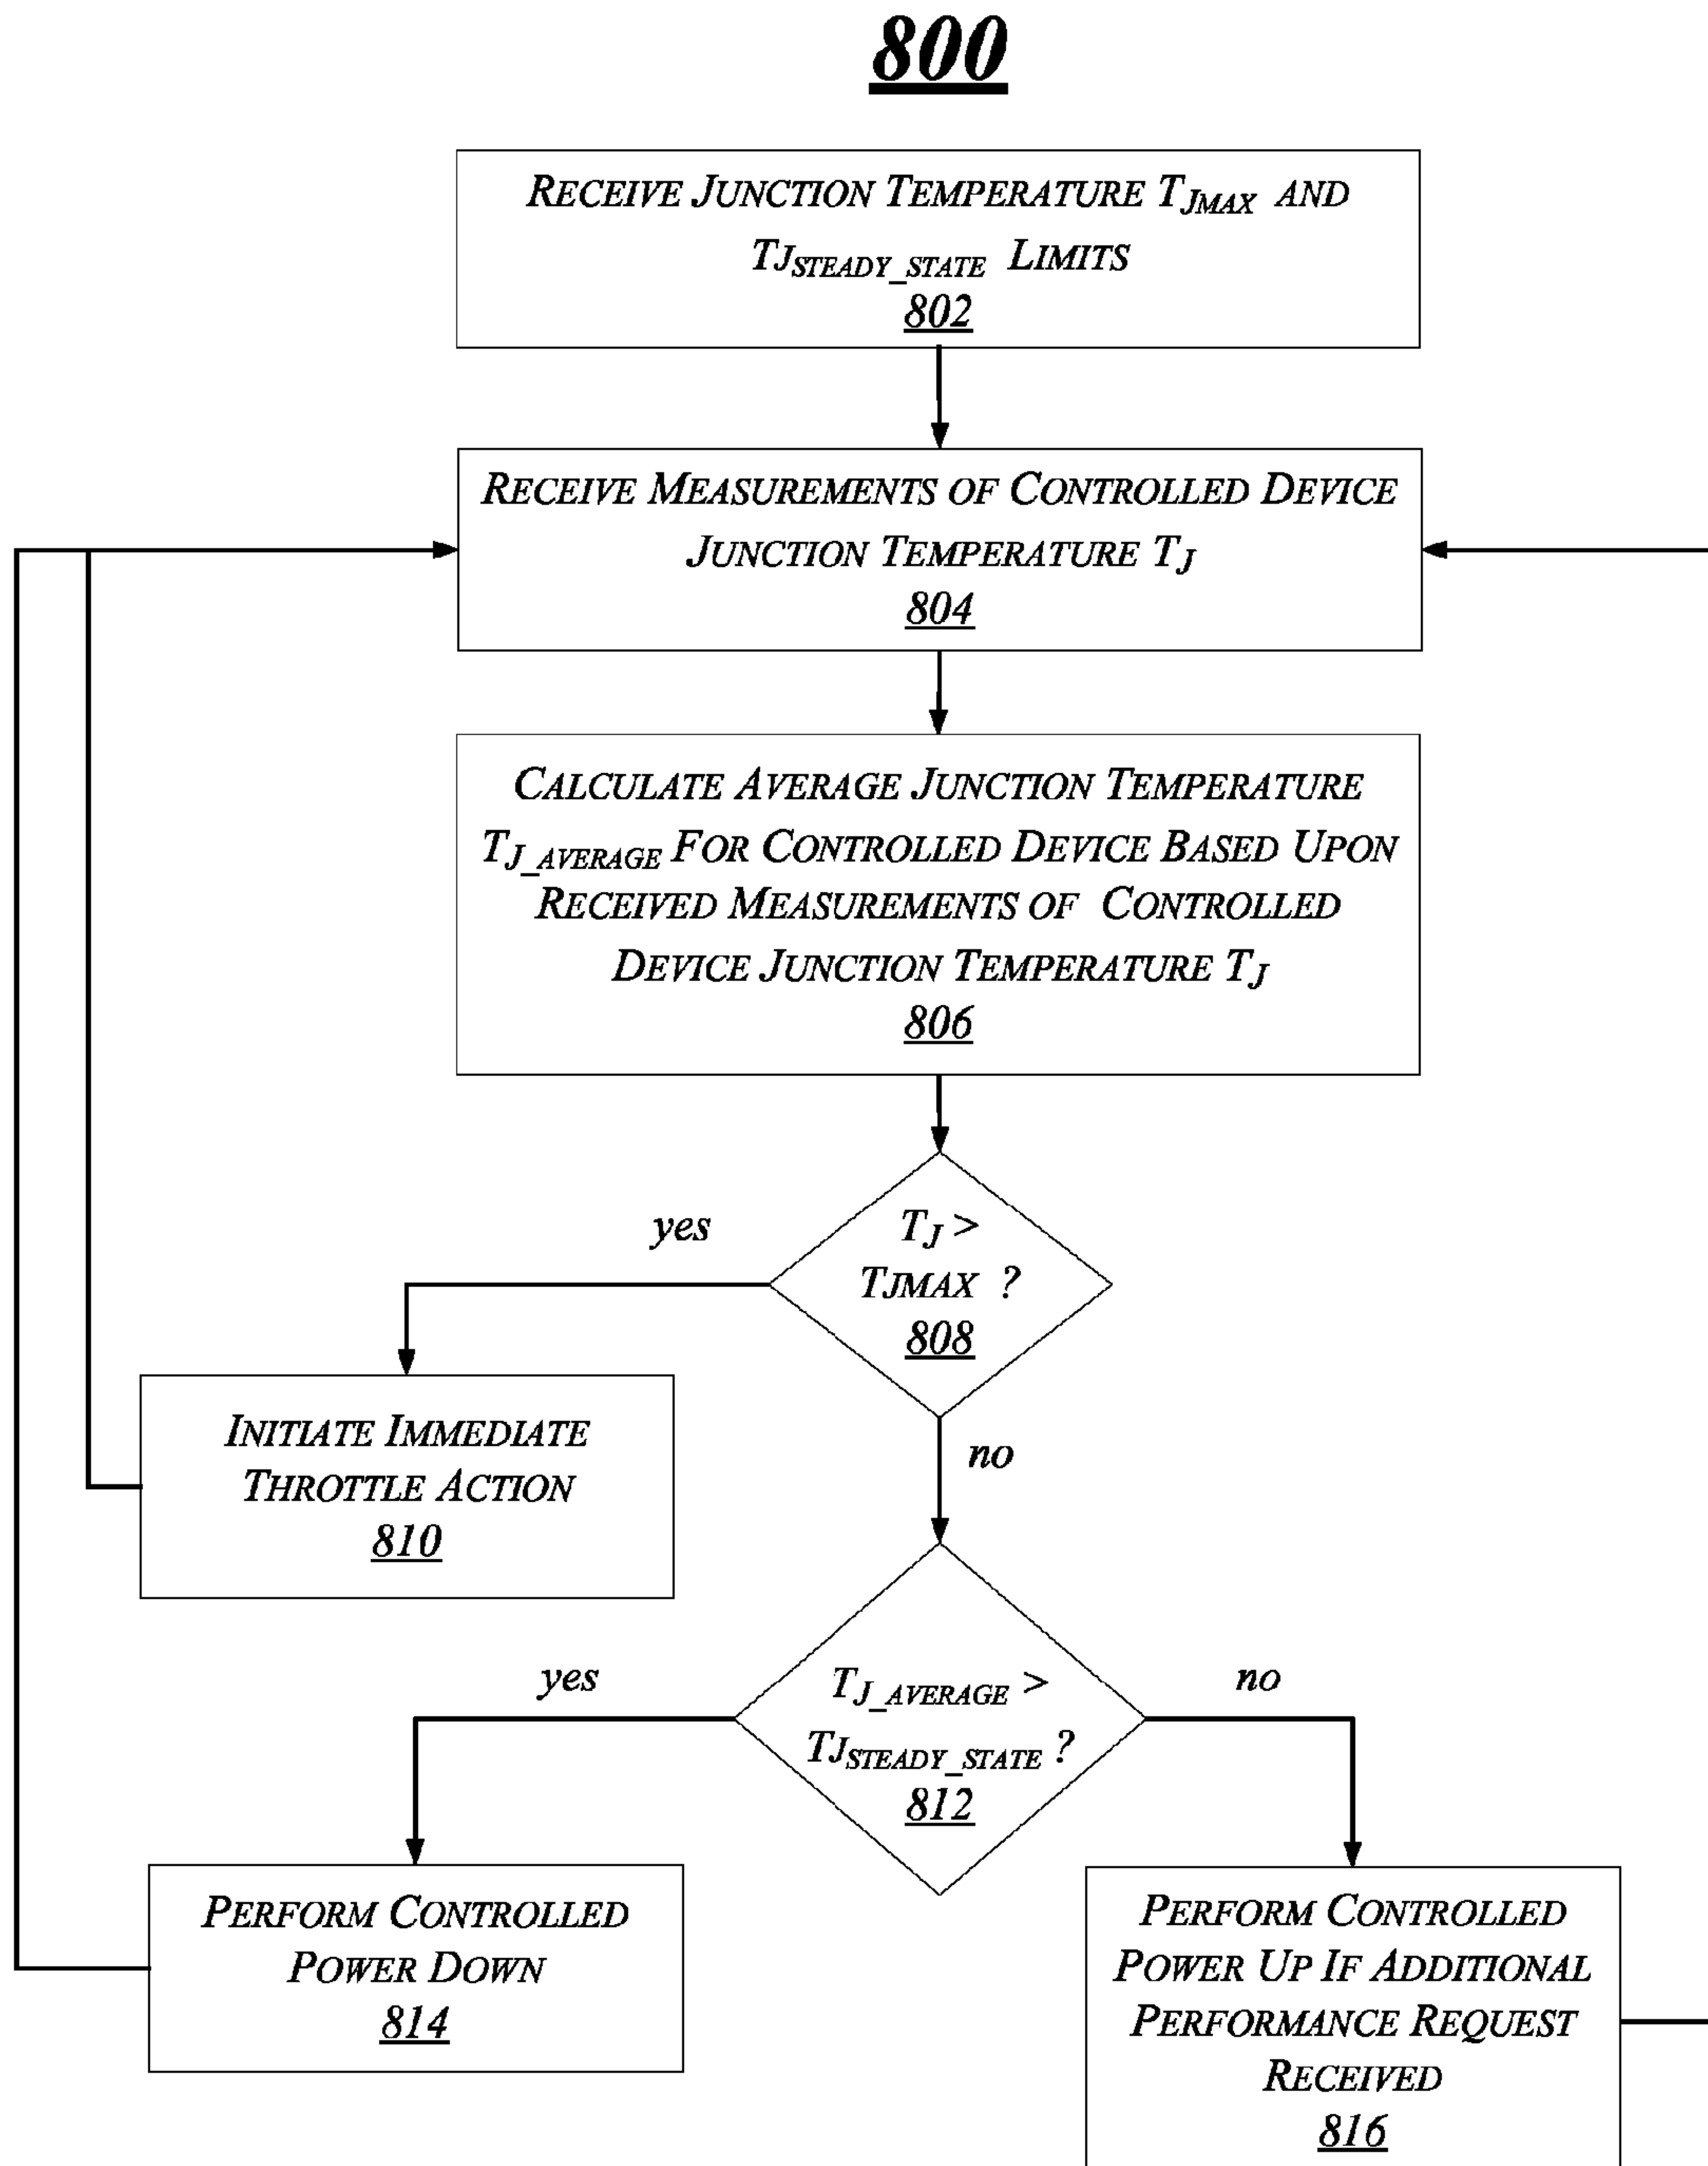 800
RECEIVE JUNCTION TEMPERATURE TJMAX AND
TJSTEADY_STATE LIMITS
802
RECEIVE MEASUREMENTS OF CONTROLLED DEVICE
JUNCTION TEMPERATURE TJ
804
CALCULATE AVERAGE JUNCTION TEMPERATURE
TJ_AVERAGE FOR CONTROLLED DEVICE BASED UPON
RECEIVED MEASUREMENTS OF CONTROLLED
DEVICE JUNCTION TEMPERATURE TJ
806
yes
TJ >
TJMAX ?
808
no
INITIATE IMMEDIATE
THROTTLE ACTION
810
yes
TJ_AVERAGE >
TJSTEADY_STATE ?
812
no
PERFORM CONTROLLED
POWER DOWN
814
PERFORM CONTROLLED
POWER UP IF ADDITIONAL
PERFORMANCE REQUEST
RECEIVED
816